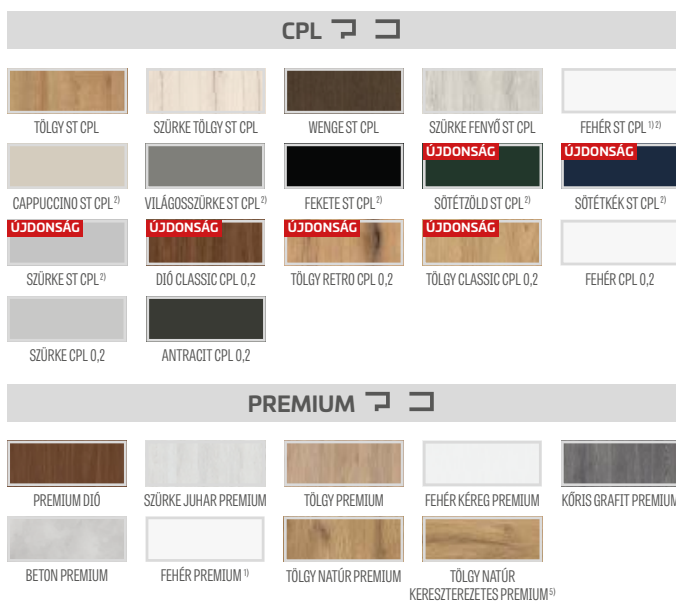 CPL
TÖLGY ST CPL
SZÜRKE TÖLGY ST CPL
WENGE ST CPL
SZÜRKE FENYŐ ST CPL
FEHÉR ST CPL 1) 2)
ÚJDONSÁG
ÚJDONSÁG
CAPPUCCINO ST CPL 2)
VILÁGOSSZÜRKE ST CPL 2)
FEKETE ST CPL 2)
SÖTÉTZÖLD ST CPL 2)
SÖTÉTKÉK ST CPL 2)
ÚJDONSÁG
ÚJDONSÁG
ÚJDONSÁG
ÚJDONSÁG
SZÜRKE ST CPL 2)
DIÓ CLASSIC CPL 0,2
TÖLGY RETRO CPL 0,2
TÖLGY CLASSIC CPL 0,2
FEHÉR CPL 0,2
SZÜRKE CPL 0,2
ANTRACIT CPL 0,2
PREMIUM
PREMIUM DIÓ
SZÜRKE JUHAR PREMIUM
TÖLGY PREMIUM
FEHÉR KÉREG PREMIUM
KŐRIS GRAFIT PREMIUM
BETON PREMIUM
FEHÉR PREMIUM 1)
TÖLGY NATÚR PREMIUM
TÖLGY NATÚR
KERESZTEREZETES PREMIUM 5)